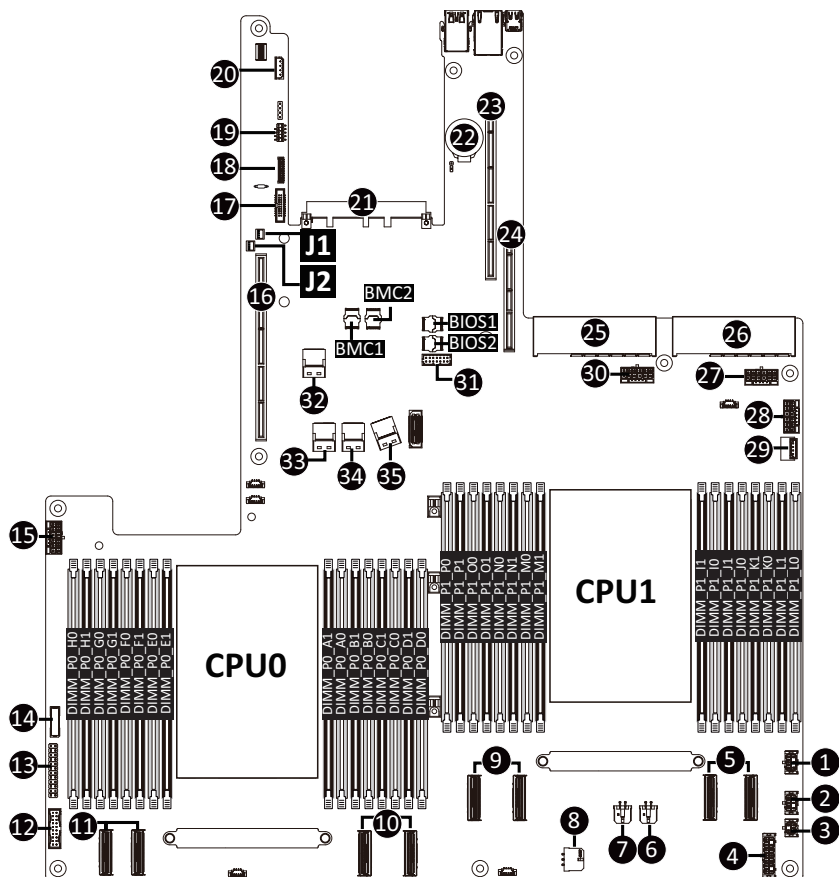 20
19
18
17
21
22
23
24
J1
J2
16
BMC2
BMC1
BIOS1
BIOS2
25
26
30
27
31
32
28
29
33
34
35
15
DIMM_P1_P0
DIMM_P1_P1
DIMM_P1_O0
DIMM_P1_O1
DIMM_P1_N0
DIMM_P1_N1
DIMM_P1_M0
DIMM_P1_M1
CPU1
DIMM_P1_I1
DIMM_P1_I0
DIMM_P1_J1
DIMM_P1_J0
DIMM_P1_K1
DIMM_P1_K0
DIMM_P1_L1
DIMM_P1_L0
DIMM_P0_H0
DIMM_P0_H1
DIMM_P0_G0
DIMM_P0_G1
DIMM_P0_F0
DIMM_P0_F1
DIMM_P0_E0
DIMM_P0_E1
CPU0
DIMM_P0_A1
DIMM_P0_A0
DIMM_P0_B1
DIMM_P0_B0
DIMM_P0_C1
DIMM_P0_C0
DIMM_P0_D1
DIMM_P0_D0
14
13
12
11
10
9
8
7
6
5
1
2
3
4